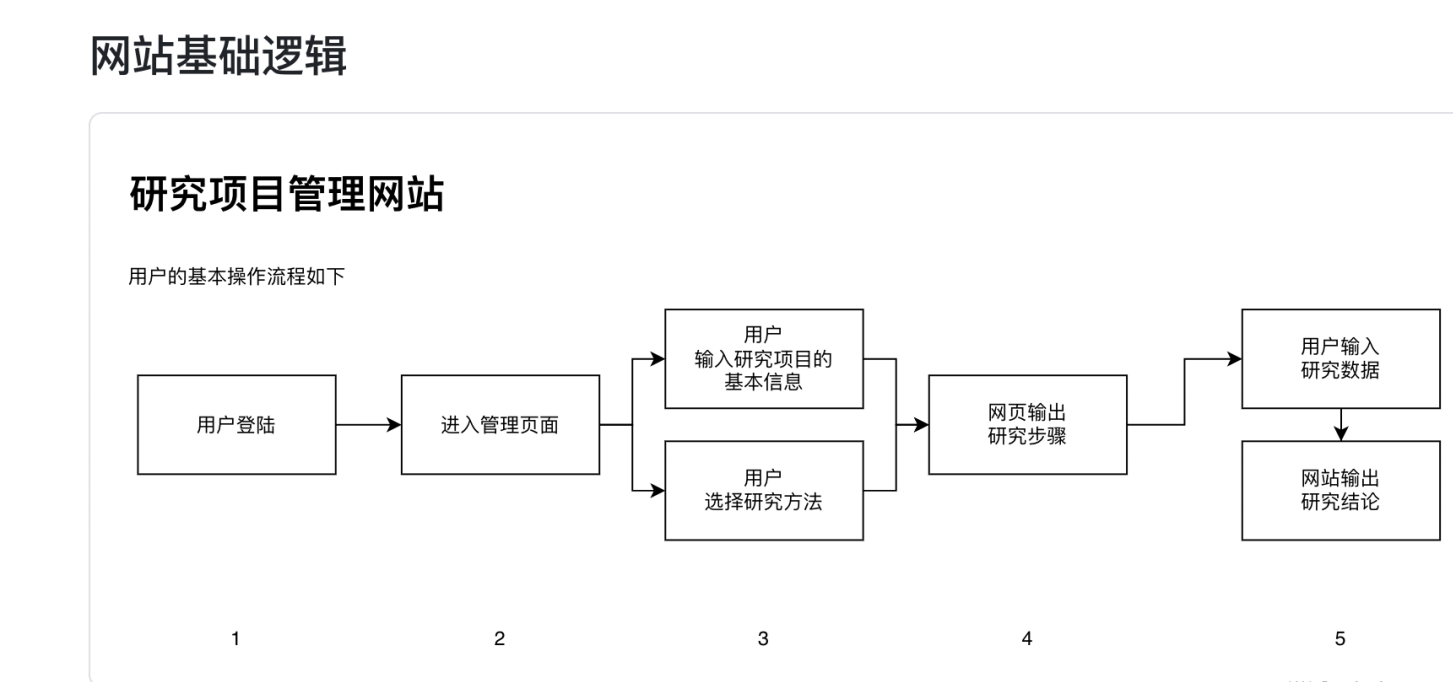 网站基础逻辑
研究项目管理网站
用户的基本操作流程如下
用户登陆
进入管理页面
用户
输入研究项目的
基本信息
用户
选择研究方法
网页输出
研究步骤
用户输入
研究数据
网站输出
研究结论
1
2
3
4
5